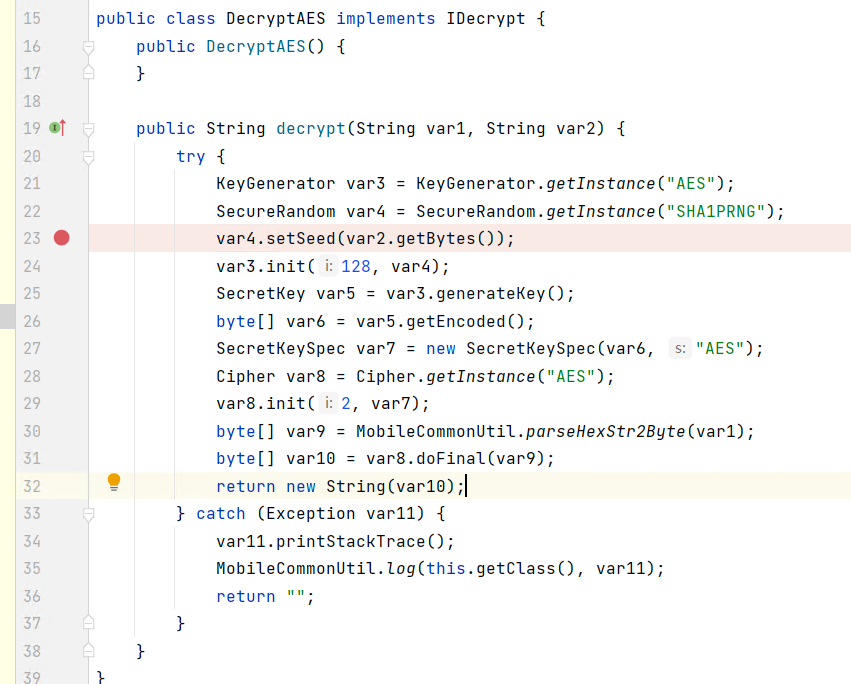 15 public class DecryptAES implements IDecrypt {
16 public DecryptAES() {
17 }
18
19 public String decrypt(String var1, String var2) {
20 try {
21 KeyGenerator var3 = KeyGenerator.getInstance("AES");
22 SecureRandom var4 = SecureRandom.getInstance("SHA1PRNG");
23 var4.setSeed(var2.getBytes());
24 var3.init( i: 128, var4);
25 SecretKey var5 = var3.generateKey();
26 byte[] var6 = var5.getEncoded();
27 SecretKeySpec var7 = new SecretKeySpec(var6, s: "AES");
28 Cipher var8 = Cipher.getInstance("AES");
29 var8.init( i: 2, var7);
30 byte[] var9 = MobileCommonUtil.parseHexStr2Byte(var1);
31 byte[] var10 = var8.doFinal(var9);
32 return new String(var10);
33 } catch (Exception var11) {
34 var11.printStackTrace();
35 MobileCommonUtil.log(this.getClass(), var11);
36 return "";
37 }
38 }
39 }